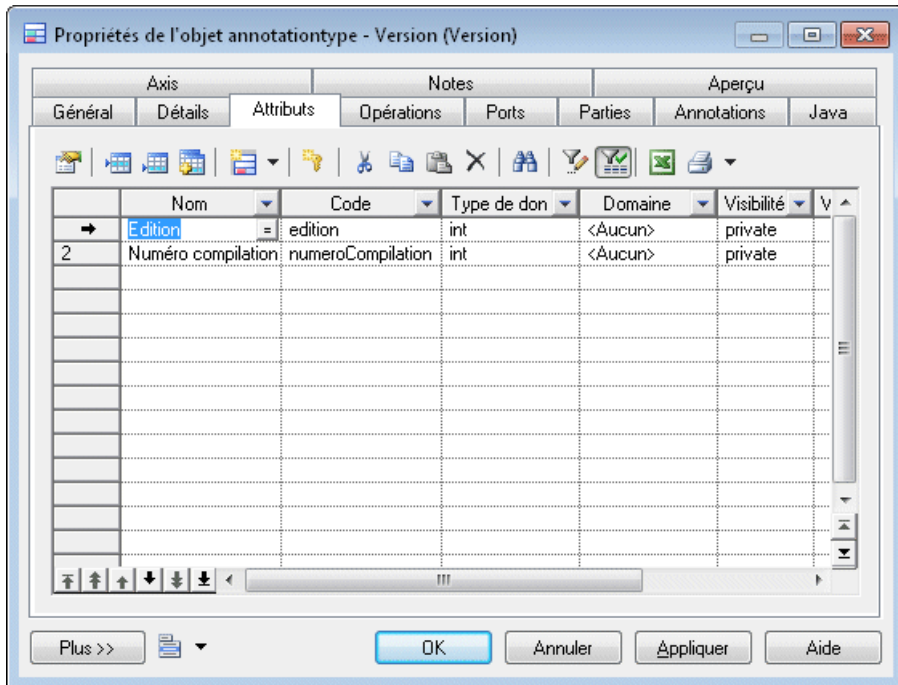 Propriétés de l'objet annotationtype - Version (Version)
Axis Notes Aperçu
Général Détails Attributs Opérations Ports Parties Annotations Java
Nom Code Type de don Domaine Visibilité V
Edition = edition int <Aucun> private
2 Numéro compilation numeroCompilation int <Aucun> private
Plus >> OK Annuler Appliquer Aide